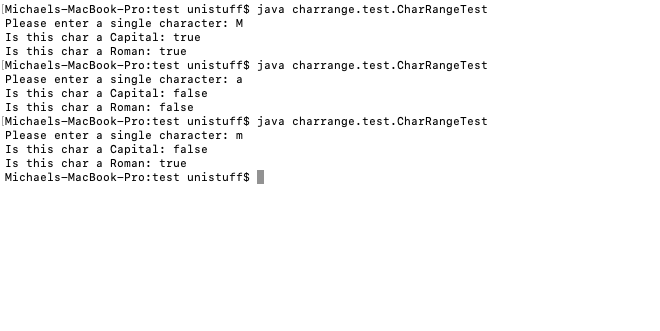 [Michaels-MacBook-Pro:test unistuff$ java charrange.test.CharRangeTest
Please enter a single character: M
Is this char a Capital: true
Is this char a Roman: true
[Michaels-MacBook-Pro:test unistuff$ java charrange.test.CharRangeTest
Please enter a single character: a
Is this char a Capital: false
Is this char a Roman: false
[Michaels-MacBook-Pro:test unistuff$ java charrange.test.CharRangeTest
Please enter a single character: m
Is this char a Capital: false
Is this char a Roman: true
Michaels-MacBook-Pro:test unistuff$